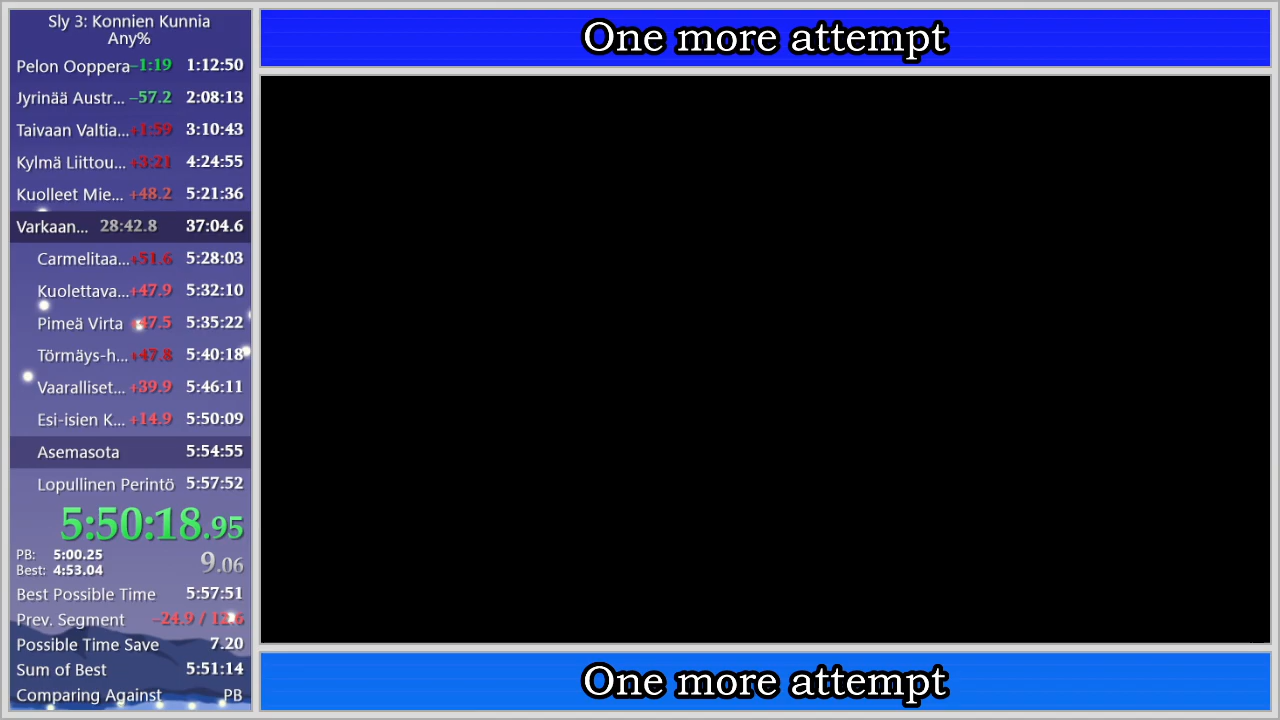 Sly 3: Konnien Kunnia
Any%
Pelon Ooppera −1:19 1:12:50
Jyrinää Austr... −57.2 2:08:13
Taivaan Valtia... +1:59 3:10:43
Kylmä Liittou... +3:21 4:24:55
Kuolleet Mie... +48.2 5:21:36
Varkaan... 28:42.8 37:04.6
Carmelitaa... +51.6 5:28:03
Kuolettava... +47.9 5:32:10
Pimeä Virta +47.5 5:35:22
Törmäys-h... +47.8 5:40:18
Vaaralliset... +39.9 5:46:11
Esi-isien K... +14.9 5:50:09
Asemasota 5:54:55
Lopullinen Perintö 5:57:52
5:50:18.95
PB: 5:00.25
Best: 4:53.04
9.06
Best Possible Time 5:57:51
Prev. Segment −24.9 /
Possible Time Save 7.20
Sum of Best 5:51:14
Comparing Against PB
One more attempt
One more attempt